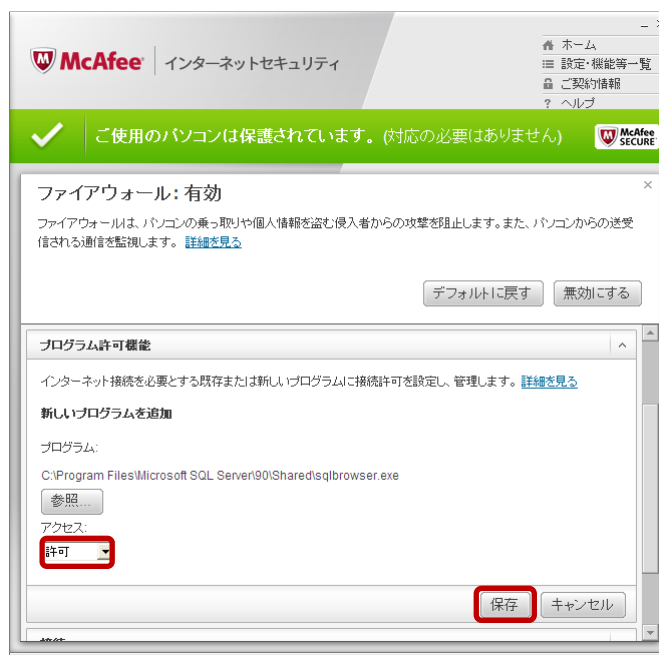 McAfee インターネットセキュリティ
ホーム
設定・機能等一覧
ご契約情報
? ヘルプ
ご使用のパソコンは保護されています。(対応の必要はありません)
McAfee
SECURE
ファイアウォール: 有効
ファイアウォールは、パソコンの乗っ取りや個人情報を盗む侵入者からの攻撃を阻止します。また、パソコンからの送受
信される通信を監視します。 詳細を見る
デフォルトに戻す 無効にする
プログラム許可機能
インターネット接続を必要とする既存または新しいプログラムに接続許可を設定し、管理します。 詳細を見る
新しいプログラムを追加
プログラム:
C:\Program Files\Microsoft SQL Server\90\Shared\sqlbrowser.exe
参照...
アクセス:
許可
保存 キャンセル